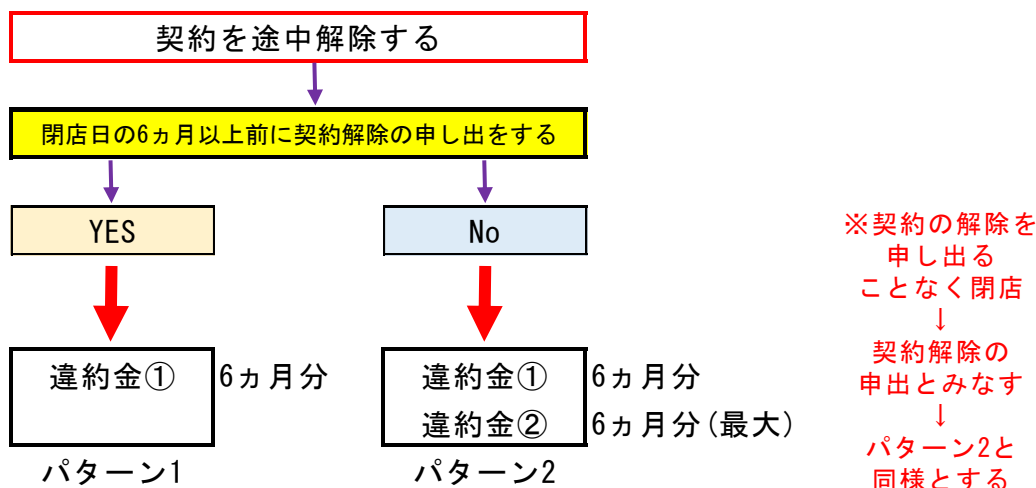 契約を途中解除する
閉店日の6ヵ月以上前に契約解除の申し出をする
YES
No
違約金① 6ヵ月分
パターン1
違約金① 6ヵ月分
違約金② 6ヵ月分(最大)
パターン2
※契約の解除を
申し出る
ことなく閉店
↓
契約解除の
申出とみなす
↓
パターン2と
同様とする